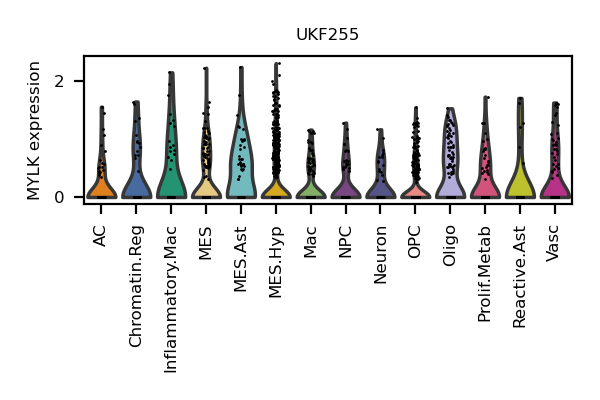 UKF255
MYLK expression
2
0
AC
Chromatin.Reg
Inflammatory.Mac
MES
MES.Ast
MES.Hyp
Mac
NPC
Neuron
OPC
Oligo
Prolif.Metab
Reactive.Ast
Vasc